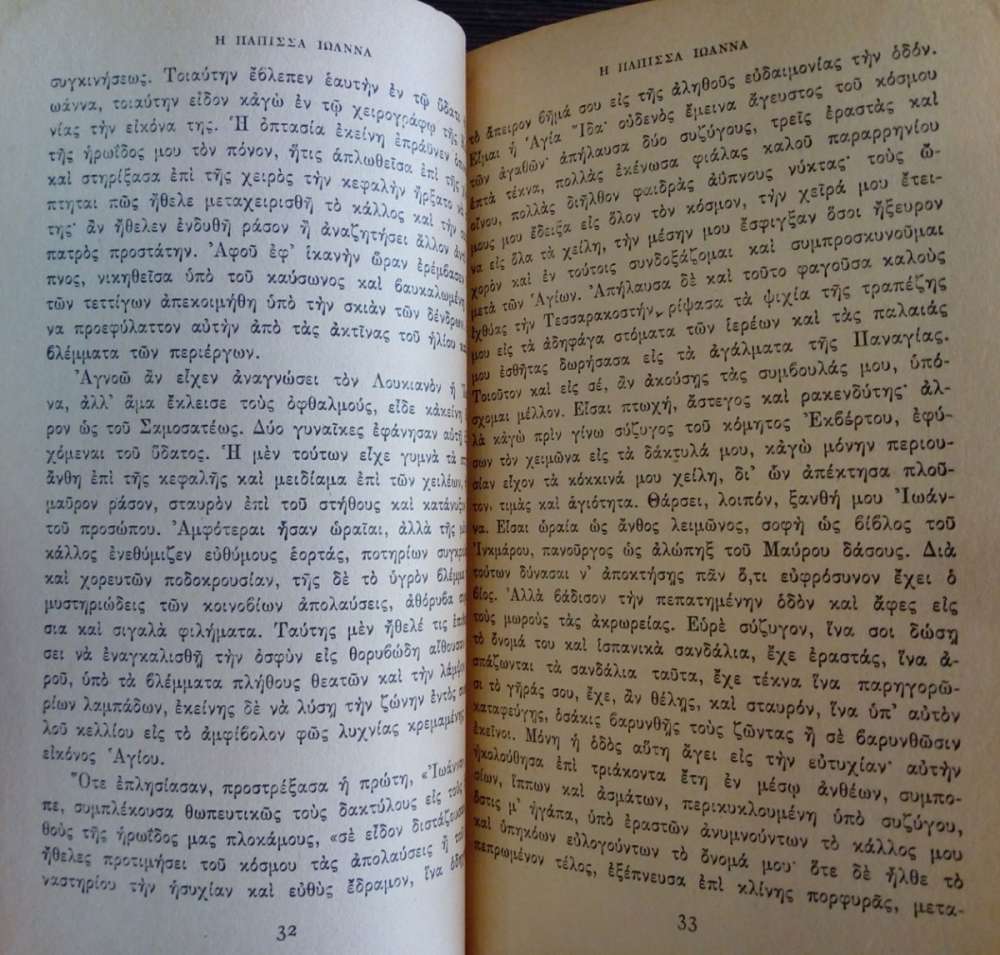 Η ΠΑΠΙΣΣΑ ΙΩΑΝΝΑ
συγκινήσεως. Τοιαύτην ἔβλεπεν ἑαυτὴν ἐν τῷ ὕδατι
ωάννα, τοιαύτην εἶδον κἀγὼ ἐν τῷ χειρογράφῳ τῆς
νίας τὴν εἰκόνα της. Ἡ ὀπτασία ἐκείνη ἐπράϋνεν
τῆς ἡρωΐδος μου τὸν πόνον, ἥτις ἁπλωθεῖσα ἐπὶ τῆς
καὶ στηρίξασα ἐπὶ τῆς χειρὸς τὴν κεφαλὴν ἤρξατο
πτηται πῶς ἤθελε μεταχειρισθῆ τὸ κάλλος καὶ τὴν
της· ἂν ἤθελεν ἐνδυθῆ ῥάσον ἢ ἀναζητήσει ἄλλον
πατρὸς προστάτην. Ἀφοῦ ἐφ' ἱκανὴν ὥραν ἐρέμβασεν
πνος, νικηθεῖσα ὑπὸ τοῦ καύσωνος καὶ βαυκαλωμένη
τῶν τεττίγων ἀπεκοιμήθη ὑπὸ τὴν σκιὰν τῶν δένδρων,
να προεφύλαττον αὐτὴν ἀπὸ τὰς ἀκτῖνας τοῦ ἡλίου
βλέμματα τῶν περιέργων.
Ἀγνοῶ ἂν εἶχεν ἀναγνώσει τὸν Λουκιανὸν ἢ
να, ἀλλ' ἅμα ἔκλεισε τοὺς ὀφθαλμούς, εἶδε κἀκείνη
ρον ὡς τοῦ Σαμοσατέως. Δύο γυναῖκες ἐφάνησαν αὐτῇ
χόμεναι τοῦ ὕδατος. Ἡ μὲν τούτων εἶχε γυμνὰ τὰ
ἄνθη ἐπὶ τῆς κεφαλῆς καὶ μειδίαμα ἐπὶ τῶν χειλέων,
μαῦρον ῥάσον, σταυρὸν ἐπὶ τοῦ στήθους καὶ κατάνυξιν
τοῦ προσώπου. Ἀμφότεραι ἦσαν ὡραῖαι, ἀλλὰ τῆς
κάλλος ἐνεθύμιζεν εὐθύμους ἑορτάς, ποτηρίων
καὶ χορευτῶν ποδοκρουσίαν, τῆς δὲ τὸ ὑγρὸν βλέμμα
μυστηριώδεις τῶν κοινοβίων ἀπολαύσεις, ἀθόρυβα
σια καὶ σιγαλὰ φιλήματα. Ταύτης μὲν ἤθελέ τις
σει νὰ ἐναγκαλισθῇ τὴν ὀσφὺν εἰς θορυβώδη αἴθουσαν
ροῦ, ὑπὸ τὰ βλέμματα πλήθους θεατῶν καὶ τὴν
ρίων λαμπάδων, ἐκείνης δὲ νὰ λύσῃ τὴν ζώνην ἐντὸς
λοῦ κελλίου εἰς τὸ ἀμφίβολον φῶς λυχνίας κρεμαμένης
εἰκόνος Ἁγίου.
Ὅτε ἐπλησίασαν, προστρέξασα ἡ πρώτη,
πε, συμπλέκουσα θωπευτικῶς τοὺς δακτύλους εἰς τοὺς
θοὺς τῆς ἡρωΐδος μας πλοκάμους, «σὲ εἶδον διστάζουσαν
ἤθελες προτιμήσει τοῦ κόσμου τὰς ἀπολαύσεις ἢ
ναστηρίου τὴν ἡσυχίαν καὶ εὐθὺς ἔδραμον, ἵνα
32
Η ΠΑΠΙΣΣΑ ΙΩΑΝΝΑ
τὸ ἄπειρον βῆμά σου εἰς τῆς ἀληθοῦς εὐδαιμονίας τὴν ὁδόν.
Εἶμαι ἡ Ἁγία Ἴδα· οὐδενὸς ἔμεινα ἄγευστος τοῦ κόσμου
τῶν ἀγαθῶν· ἀπήλαυσα δύο συζύγους, τρεῖς ἐραστὰς καὶ
ἑπτὰ τέκνα, πολλὰς ἐκένωσα φιάλας καλοῦ παραρρηνίου
οἴνου, πολλὰς διῆλθον φαιδρὰς ἀΰπνους νύκτας· τοὺς ὤ-
μους μου ἔδειξα εἰς ὅλον τὸν κόσμον, τὴν χεῖρά μου ἔτει-
να εἰς ὅλα τὰ χείλη, τὴν μέσην μου ἔσφιγξαν ὅσοι ἤξευρον
χορὸν καὶ ἐν τούτοις συνδοξάζομαι καὶ συμπροσκυνοῦμαι
μετὰ τῶν Ἁγίων. Ἀπήλαυσα δὲ καὶ τοῦτο φαγοῦσα καλοὺς
ἰχθύας τὴν Τεσσαρακοστήν, ῥίψασα τὰ ψιχία τῆς τραπέζης
μου εἰς τὰ ἀδηφάγα στόματα τῶν ἱερέων καὶ τὰς παλαιάς
μου ἐσθῆτας δωρήσασα εἰς τὰ ἀγάλματα τῆς Παναγίας.
Τοιοῦτον καὶ εἰς σέ, ἂν ἀκούσῃς τὰς συμβουλάς μου, ὑπό-
σχομαι μέλλον. Εἶσαι πτωχή, ἄστεγος καὶ ρακενδύτης· ἀλ-
λὰ κἀγὼ πρὶν γίνω σύζυγος τοῦ κόμητος Ἐκβέρτου, ἐφύ-
σων τὸν χειμῶνα εἰς τὰ δάκτυλά μου, κἀγὼ μόνην περιου-
σίαν εἶχον τὰ κόκκινά μου χείλη, δι' ὧν ἀπέκτησα πλοῦ-
τον, τιμὰς καὶ ἁγιότητα. Θάρσει, λοιπόν, ξανθή μου Ἰωάν-
να. Εἶσαι ὡραία ὡς ἄνθος λειμῶνος, σοφὴ ὡς βίβλος τοῦ
Ἰνκμάρου, πανοῦργος ὡς ἀλώπηξ τοῦ Μαύρου δάσους. Διὰ
τούτων δύνασαι ν' ἀποκτήσῃς πᾶν ὅ,τι εὐφρόσυνον ἔχει ὁ
βίος. Ἀλλὰ βάδισον τὴν πεπατημένην ὁδὸν καὶ ἄφες εἰς
τοὺς μωροὺς τὰς ἀκρωρείας. Εὑρὲ σύζυγον, ἵνα σοι δώσῃ
τὸ ὄνομά του καὶ ἱσπανικὰ σανδάλια, ἔχε ἐραστάς, ἵνα ἀ-
σπάζωνται τὰ σανδάλια ταῦτα, ἔχε τέκνα ἵνα παρηγορῶ-
σι τὸ γῆράς σου, ἔχε, ἂν θέλῃς, καὶ σταυρόν, ἵνα ὑπ' αὐτὸν
καταφεύγῃς, ὁσάκις βαρυνθῇς τοὺς ζῶντας ἢ σὲ βαρυνθῶσιν
ἐκεῖνοι. Μόνη ἡ ὁδὸς αὕτη ἄγει εἰς τὴν εὐτυχίαν· αὐτὴν
ἠκολούθησα ἐπὶ τριάκοντα ἔτη ἐν μέσῳ ἀνθέων, συμπο-
σίων, ἵππων καὶ ἀσμάτων, περικυκλουμένη ὑπὸ συζύγου,
ὅστις μ' ἠγάπα, ὑπὸ ἐραστῶν ἀνυμνούντων τὸ κάλλος μου
καὶ ὑπηκόων εὐλογούντων τὸ ὄνομά μου· ὅτε δὲ ἦλθε τὸ
πεπρωμένον τέλος, ἐξέπνευσα ἐπὶ κλίνης πορφυρᾶς, μετα-
33